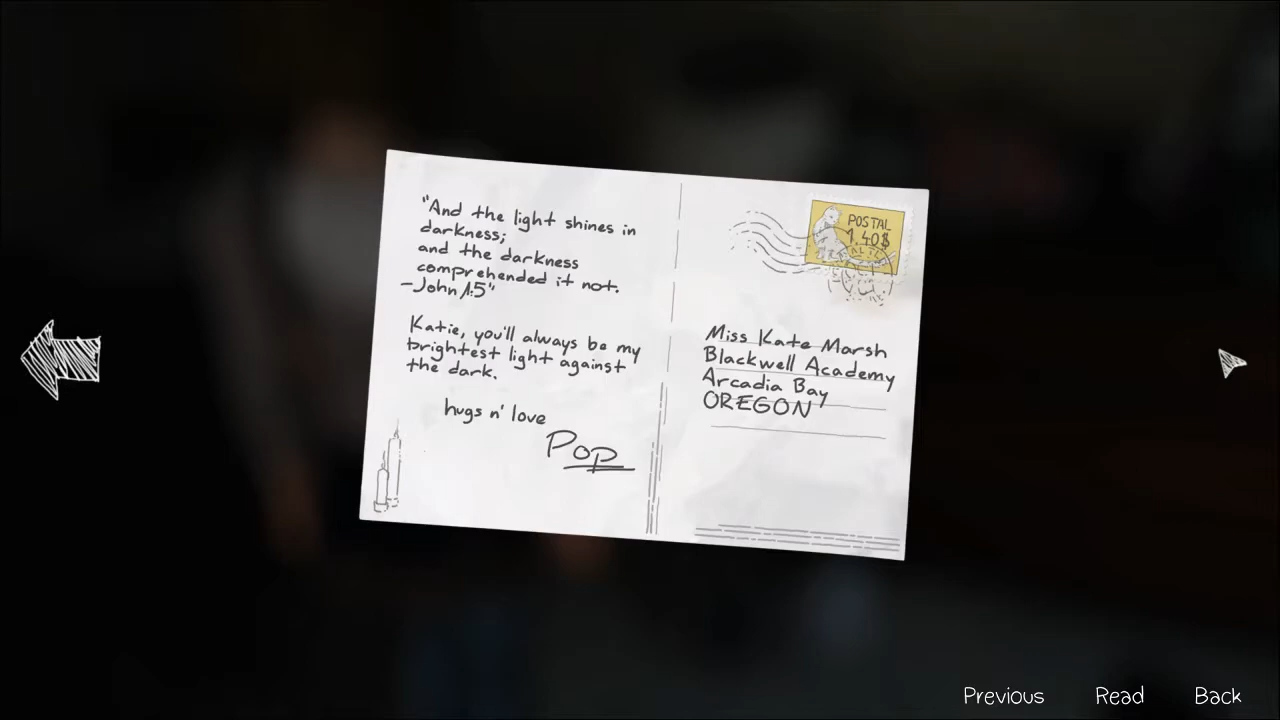 "And the light shines in
darkness;
and the darkness
comprehended it not.
-John 1:5"
Katie, you'll always be my
brightest light against
the dark.
hugs n' love
Pop
POSTAL
1.40$
Miss Kate Marsh
Blackwell Academy
Arcadia Bay
OREGON
Previous
Read
Back